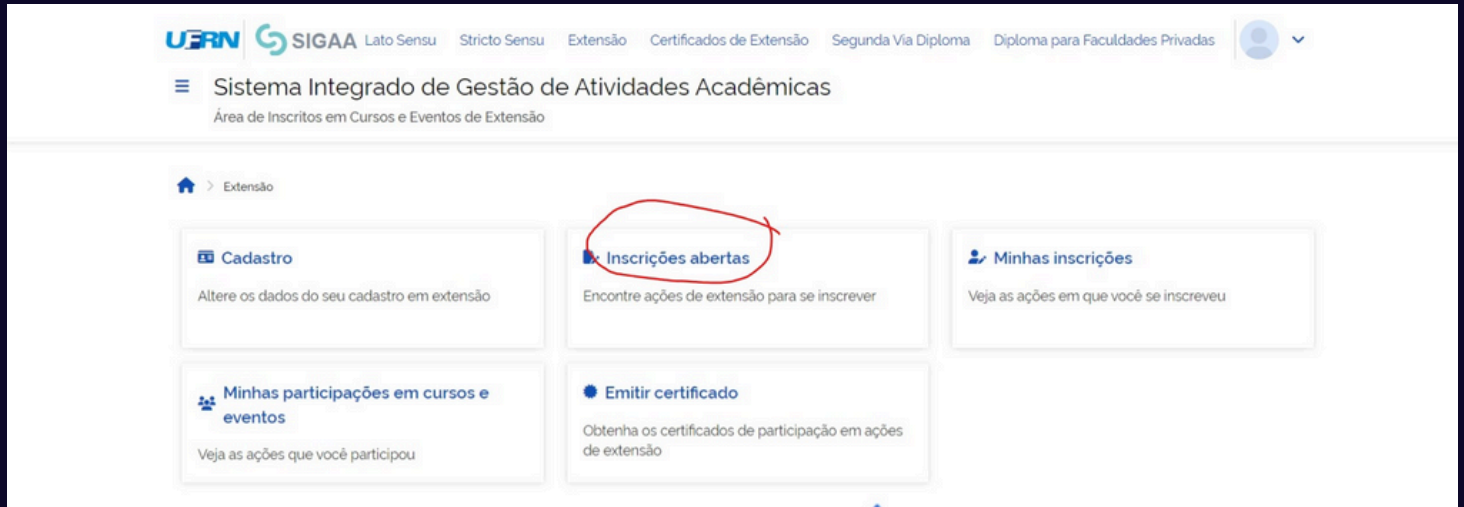 UFRN SIGAA Lato Sensu Stricto Sensu Extensão Certificados de Extensão Segunda Via Diploma Diploma para Faculdades Privadas
Sistema Integrado de Gestão de Atividades Acadêmicas
Área de Inscritos em Cursos e Eventos de Extensão
> Extensão
Cadastro
Altere os dados do seu cadastro em extensão
Inscrições abertas
Encontre ações de extensão para se inscrever
Minhas inscrições
Veja as ações em que você se inscreveu
Minhas participações em cursos e
eventos
Veja as ações que você participou
Emitir certificado
Obtenha os certificados de participação em ações
de extensão